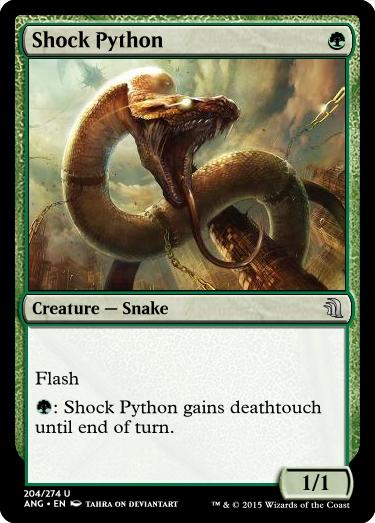 Shock Python
Creature — Snake
Flash
: Shock Python gains deathtouch
until end of turn.
1/1
204/274 U
ANG • EN TAHRA ON DEVIANTART
™ & © 2015 Wizards of the Coast